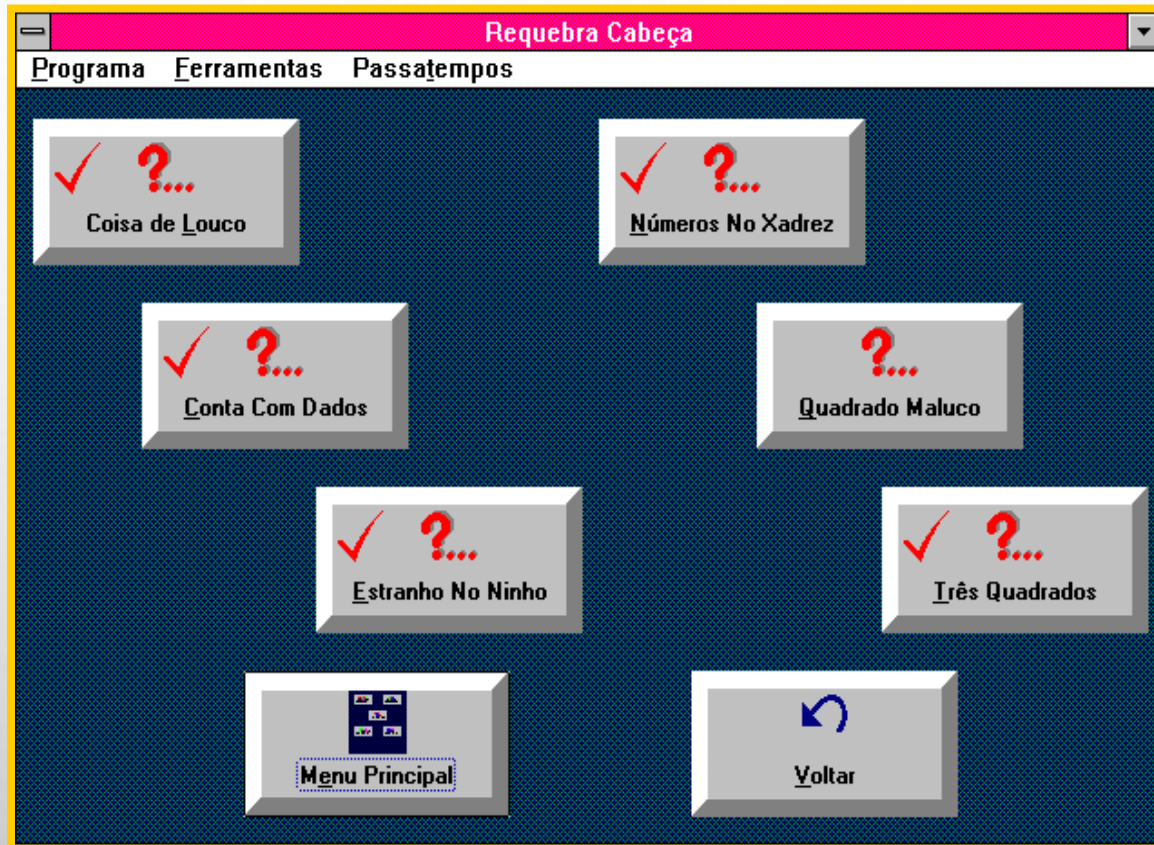 Requebra Cabeça
Programa Ferramentas Passatempos
?... ?...
Coisa de Louco Números No Xadrez
?... ?...
Conta Com Dados Quadrado Maluco
?... ?...
Estranho No Ninho Três Quadrados
Menu Principal Voltar